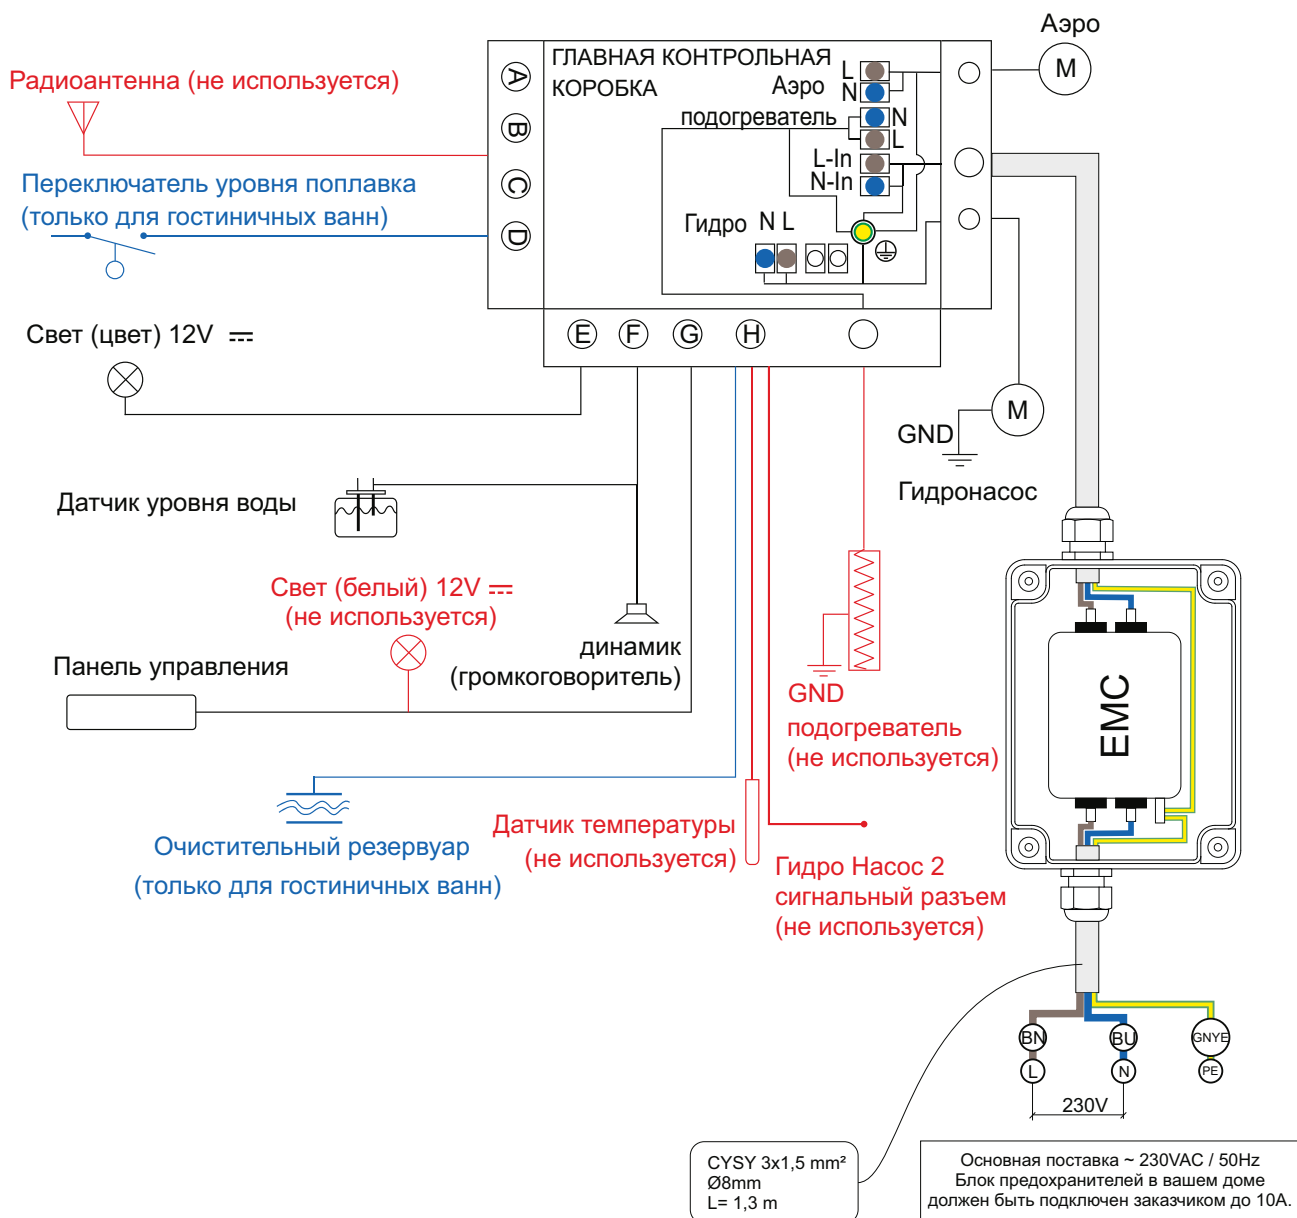 Аэро
M
ГЛАВНАЯ КОНТРОЛЬНАЯ
КОРОБКА
Аэро
L
N
подогреватель
N
L
L-In
N-In
Гидро
N L
A
B
C
D
E
F
G
H
Радиоантенна (не используется)
Переключатель уровня поплавка
(только для гостиничных ванн)
Свет (цвет) 12V
M
GND
Гидронасос
Датчик уровня воды
Свет (белый) 12V
(не используется)
динамик
(громкоговоритель)
Панель управления
GND
подогреватель
(не используется)
EMC
Очистительный резервуар
(только для гостиничных ванн)
Датчик температуры
(не используется)
Гидро Насос 2
сигнальный разъем
(не используется)
BN
BU
GNYE
L
N
PE
230V
CYSY 3x1,5 mm²
Ø8mm
L= 1,3 m
Основная поставка ~ 230VAC / 50Hz
Блок предохранителей в вашем доме
должен быть подключен заказчиком до 10A.